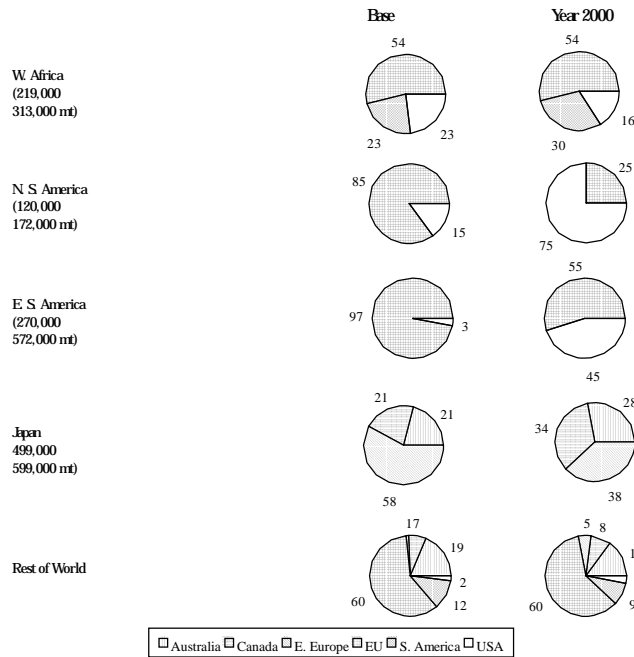 Base
Year 2000
W. Africa
(219,000
313,000 mt)
54
23
23
54
30
16
N. S. America
(120,000
172,000 mt)
85
15
25
75
E. S. America
(270,000
572,000 mt)
97
3
55
45
Japan
499,000
599,000 mt)
21
21
58
34
28
38
Rest of World
17
19
2
12
60
5
8
1
9
60
Australia Canada E. Europe EU S. America USA